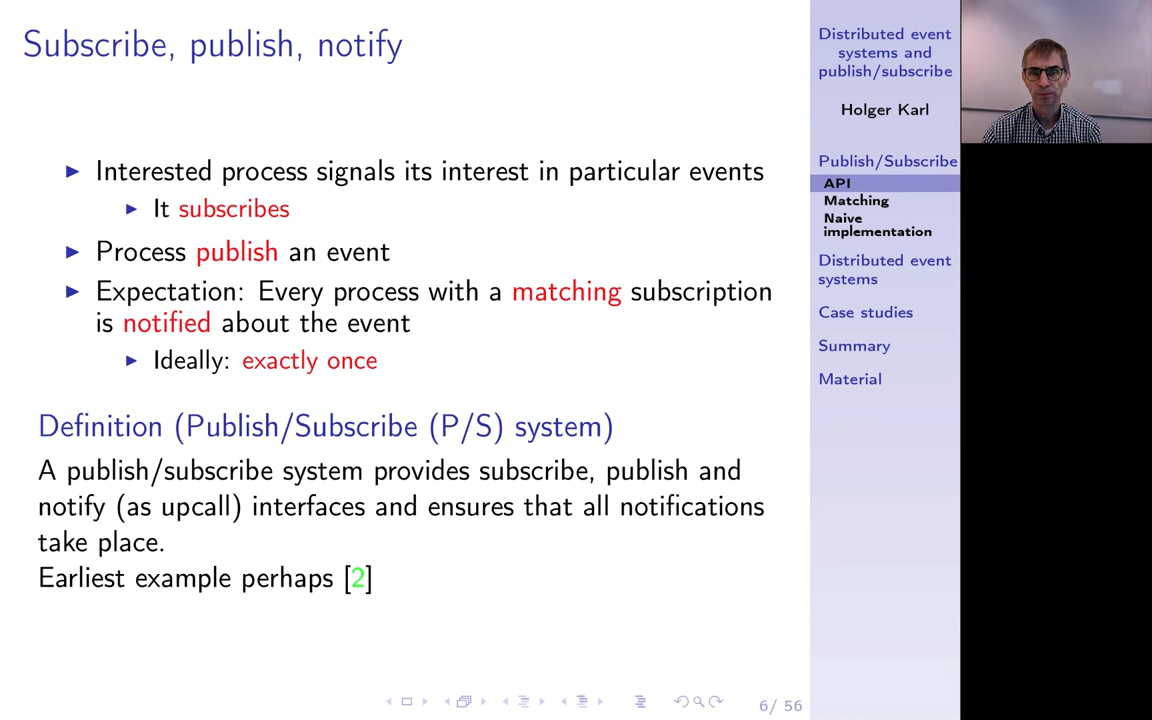 Subscribe, publish, notify
Interested process signals its interest in particular events
It subscribes
Process publish an event
Expectation: Every process with a matching subscription
is notified about the event
Ideally: exactly once
Definition (Publish/Subscribe (P/S) system)
A publish/subscribe system provides subscribe, publish and
notify (as upcall) interfaces and ensures that all notifications
take place.
Earliest example perhaps [2]
6/ 56
Distributed event
systems and
publish/subscribe
Holger Karl
Publish/Subscribe
API
Matching
Naive
implementation
Distributed event
systems
Case studies
Summary
Material